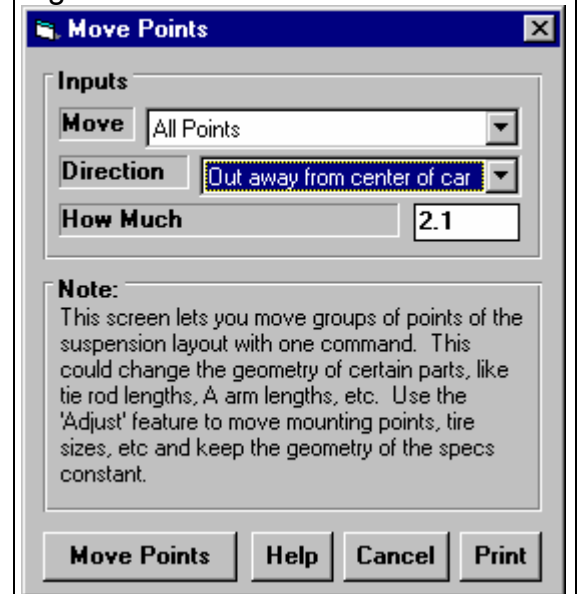 Move Points
Inputs
Move All Points
Direction Out away from center of car
How Much 2.1
Note:
This screen lets you move groups of points of the
suspension layout with one command. This
could change the geometry of certain parts, like
tie rod lengths, A arm lengths, etc. Use the
'Adjust' feature to move mounting points, tire
sizes, etc and keep the geometry of the specs
constant.
Move Points Help Cancel Print